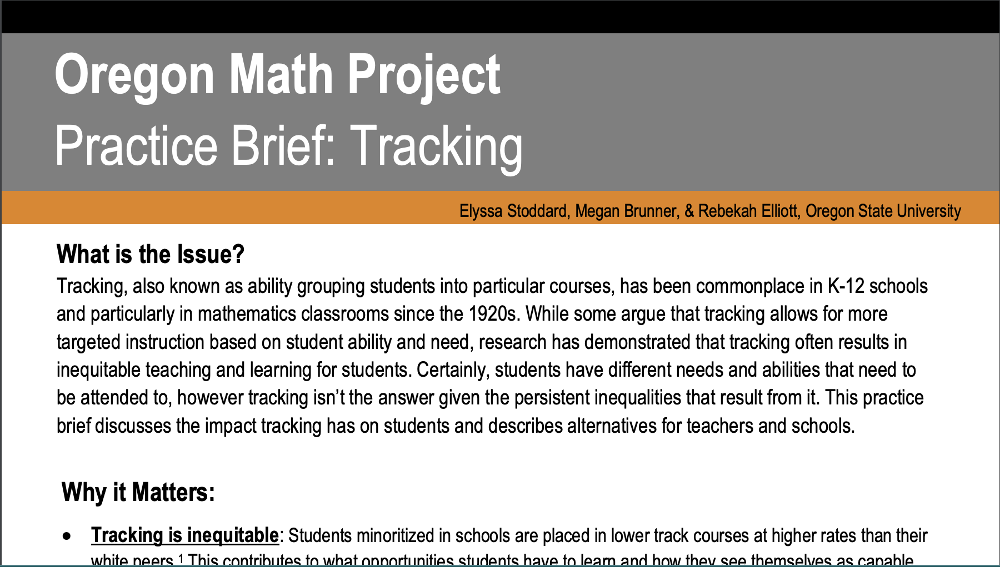 Oregon Math Project
Practice Brief: Tracking
Elyssa Stoddard, Megan Brunner, & Rebekah Elliott, Oregon State University
What is the Issue?
Tracking, also known as ability grouping students into particular courses, has been commonplace in K-12 schools
and particularly in mathematics classrooms since the 1920s. While some argue that tracking allows for more
targeted instruction based on student ability and need, research has demonstrated that tracking often results in
inequitable teaching and learning for students. Certainly, students have different needs and abilities that need to
be attended to, however tracking isn’t the answer given the persistent inequalities that result from it. This practice
brief discusses the impact tracking has on students and describes alternatives for teachers and schools.
Why it Matters:
● Tracking is inequitable: Students minoritized in schools are placed in lower track courses at higher rates than their
white peers.¹ This contributes to what opportunities students have to learn and how they see themselves as capable